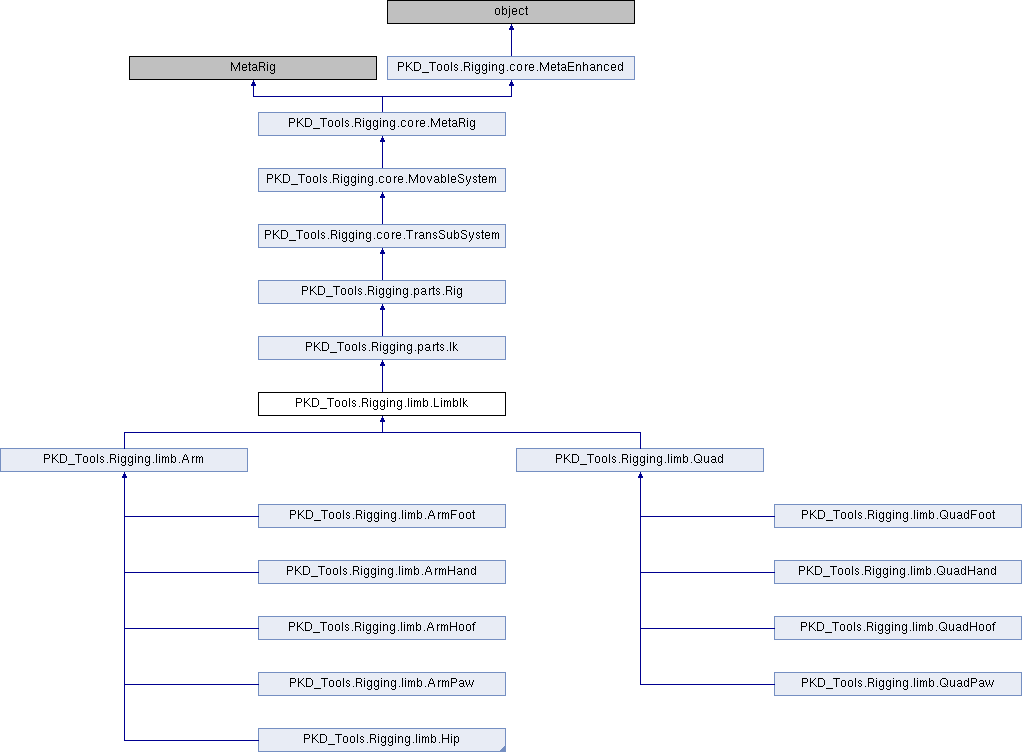 object
MetaRig
PKD_Tools.Rigging.core.MetaEnhanced
PKD_Tools.Rigging.core.MetaRig
PKD_Tools.Rigging.core.MovableSystem
PKD_Tools.Rigging.core.TransSubSystem
PKD_Tools.Rigging.parts.Rig
PKD_Tools.Rigging.parts.Ik
PKD_Tools.Rigging.limb.LimbIk
PKD_Tools.Rigging.limb.Arm
PKD_Tools.Rigging.limb.Quad
PKD_Tools.Rigging.limb.ArmFoot
PKD_Tools.Rigging.limb.QuadFoot
PKD_Tools.Rigging.limb.ArmHand
PKD_Tools.Rigging.limb.QuadHand
PKD_Tools.Rigging.limb.ArmHoof
PKD_Tools.Rigging.limb.QuadHoof
PKD_Tools.Rigging.limb.ArmPaw
PKD_Tools.Rigging.limb.QuadPaw
PKD_Tools.Rigging.limb.Hip